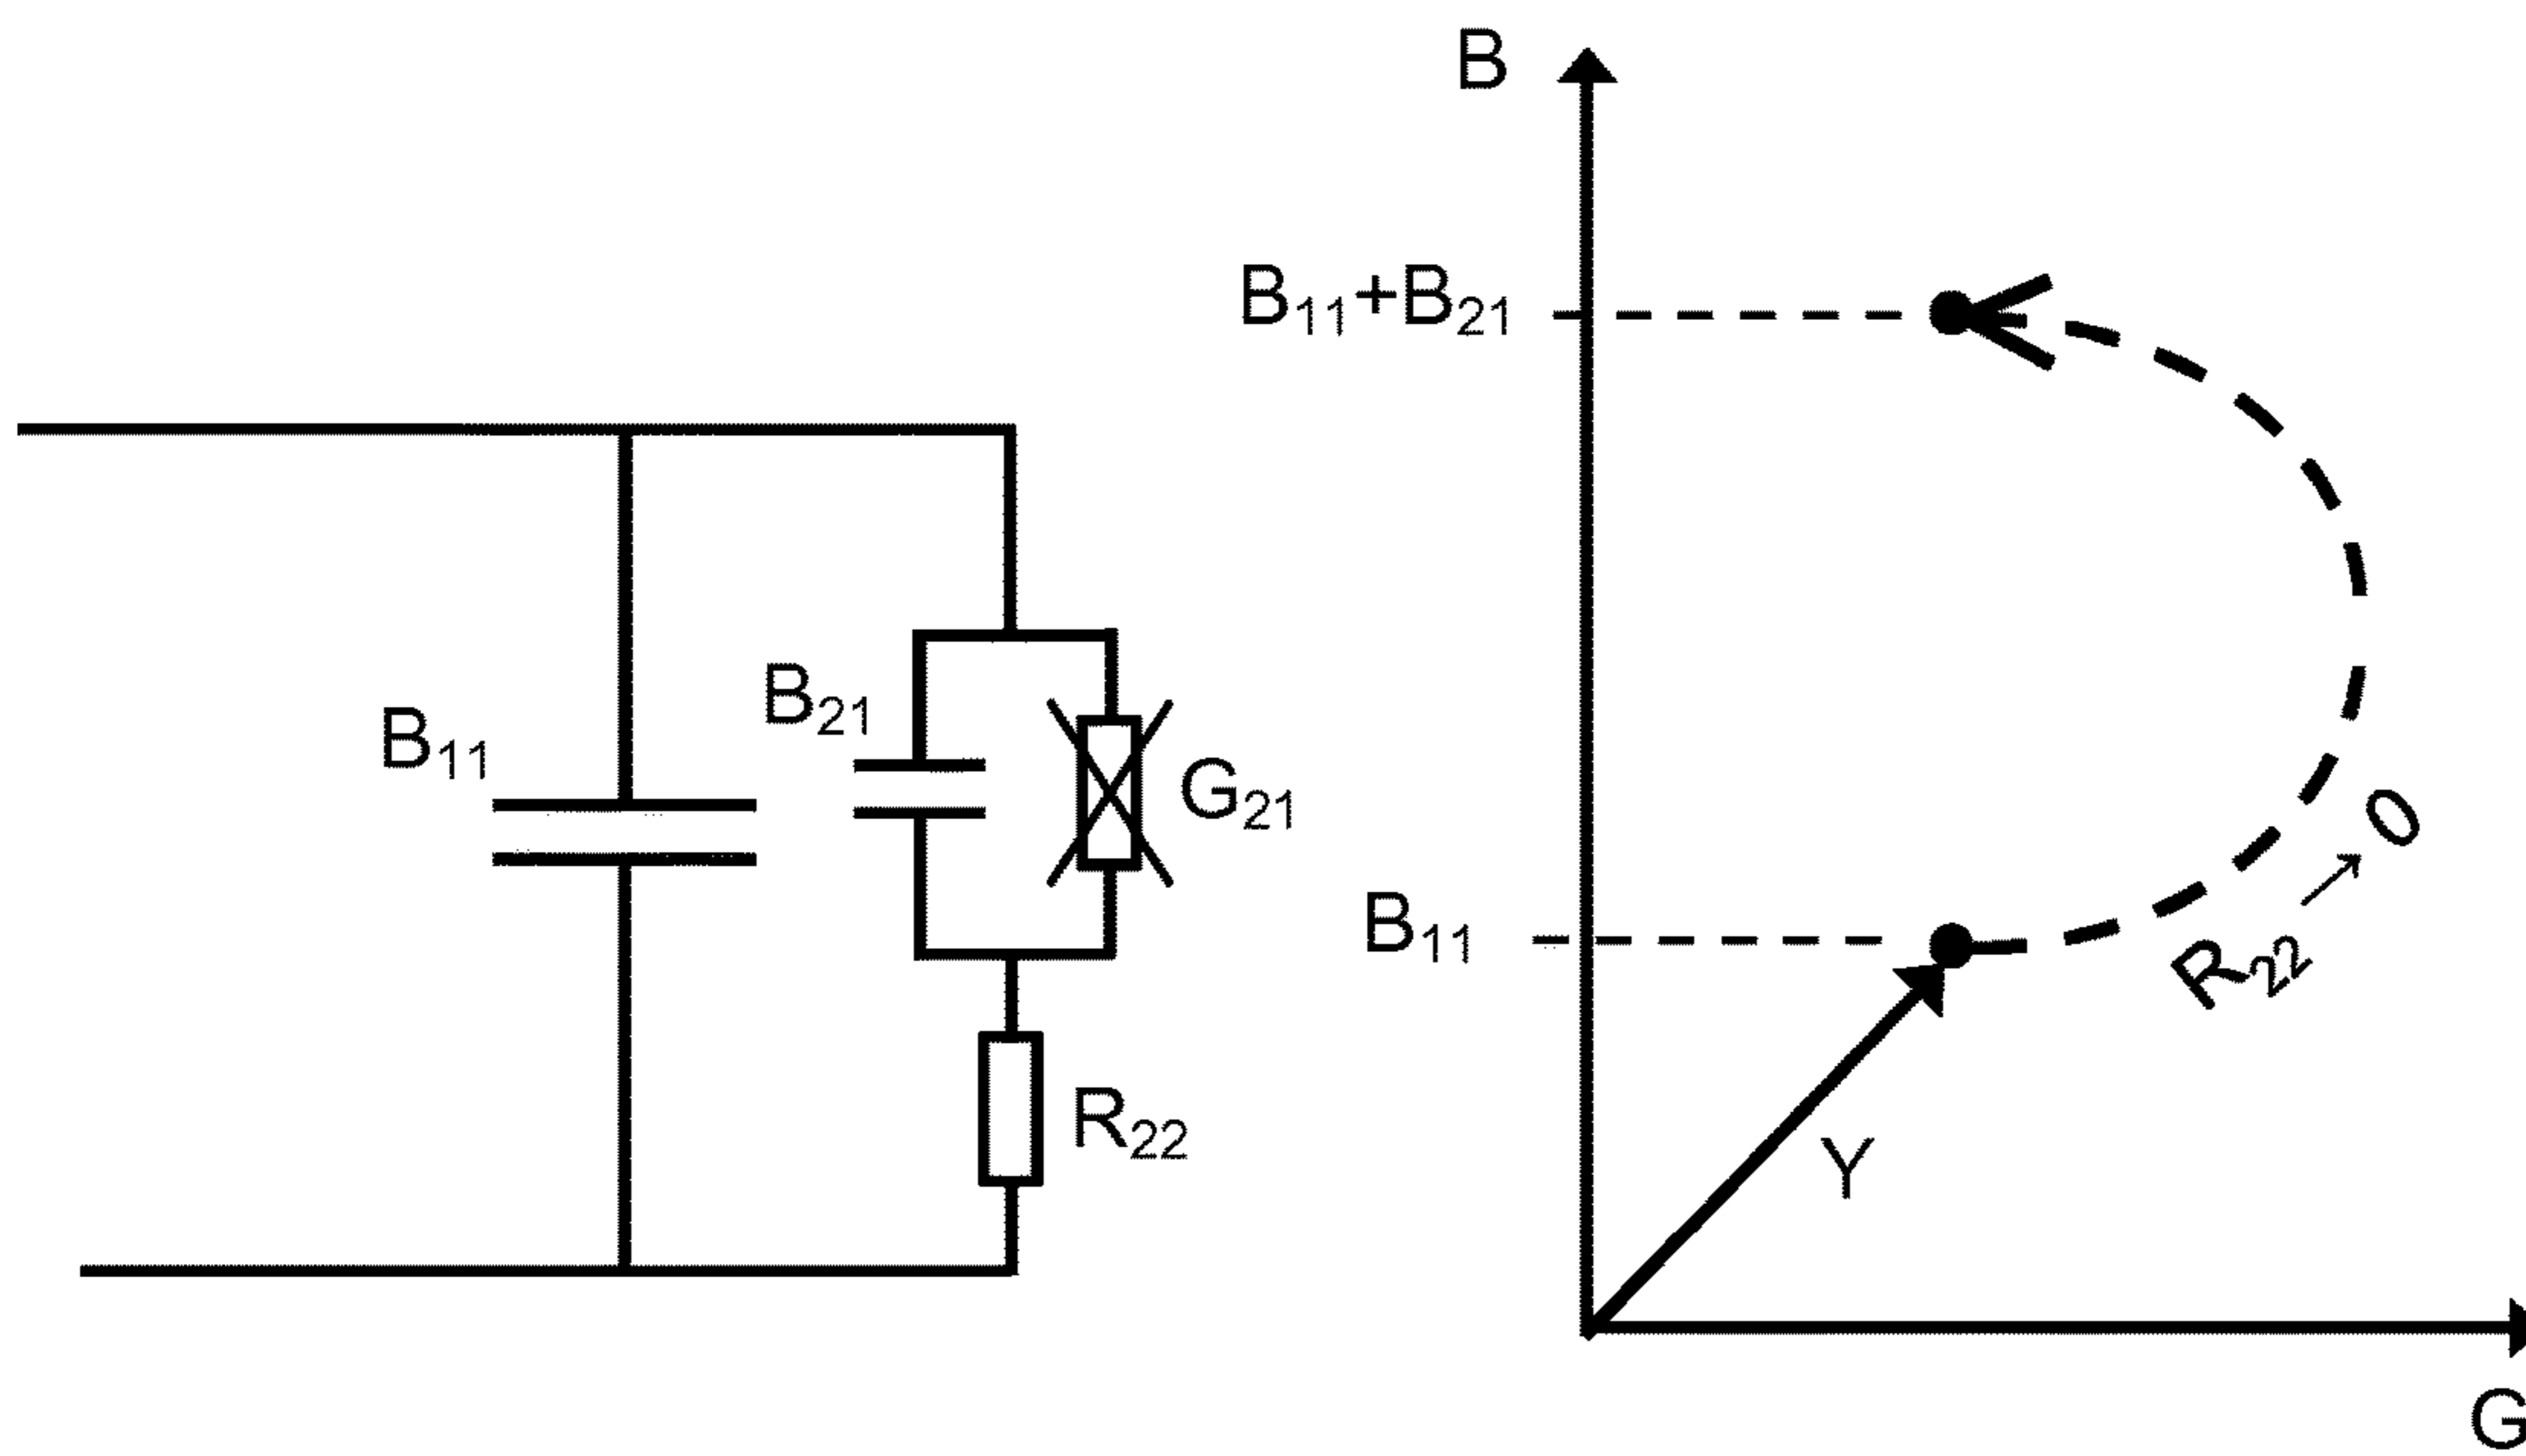 B
B₁₁+B₂₁
B₂₁
B₁₁
G₂₁
B₁₁
R₂₂ → 0
R₂₂
Y
G